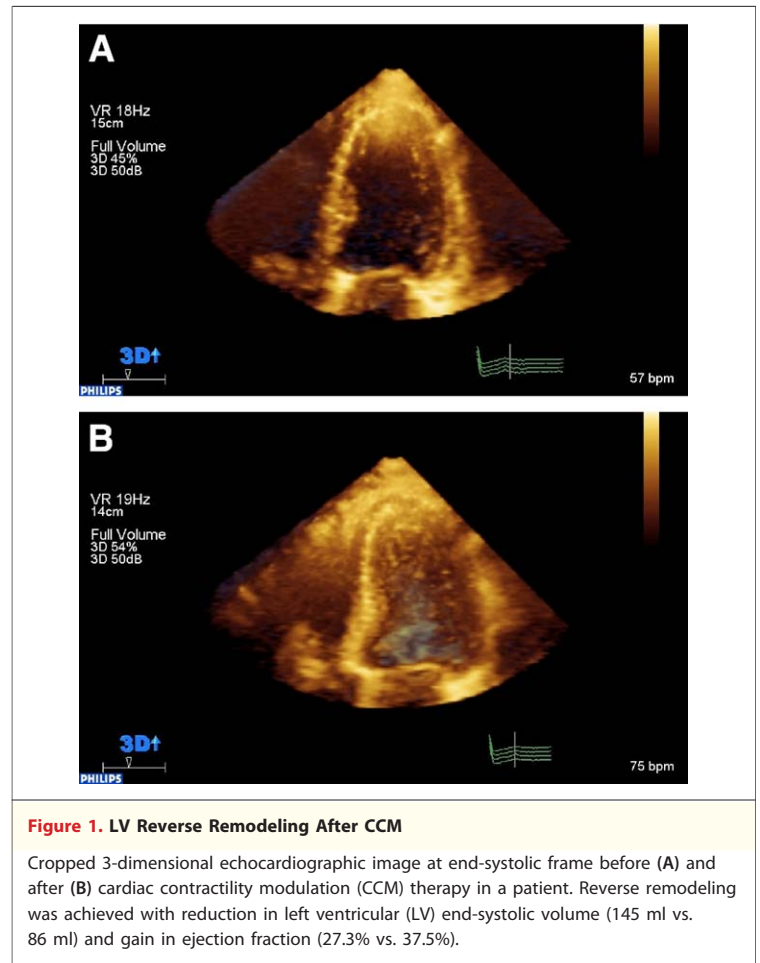 A
VR 18Hz
15cm
Full Volume
3D 45%
3D 50dB
3D
PHILIPS
57 bpm
B
VR 19Hz
14cm
Full Volume
3D 54%
3D 50dB
3D
PHILIPS
75 bpm
Figure 1. LV Reverse Remodeling After CCM
Cropped 3-dimensional echocardiographic image at end-systolic frame before (A) and
after (B) cardiac contractility modulation (CCM) therapy in a patient. Reverse remodeling
was achieved with reduction in left ventricular (LV) end-systolic volume (145 ml vs.
86 ml) and gain in ejection fraction (27.3% vs. 37.5%).